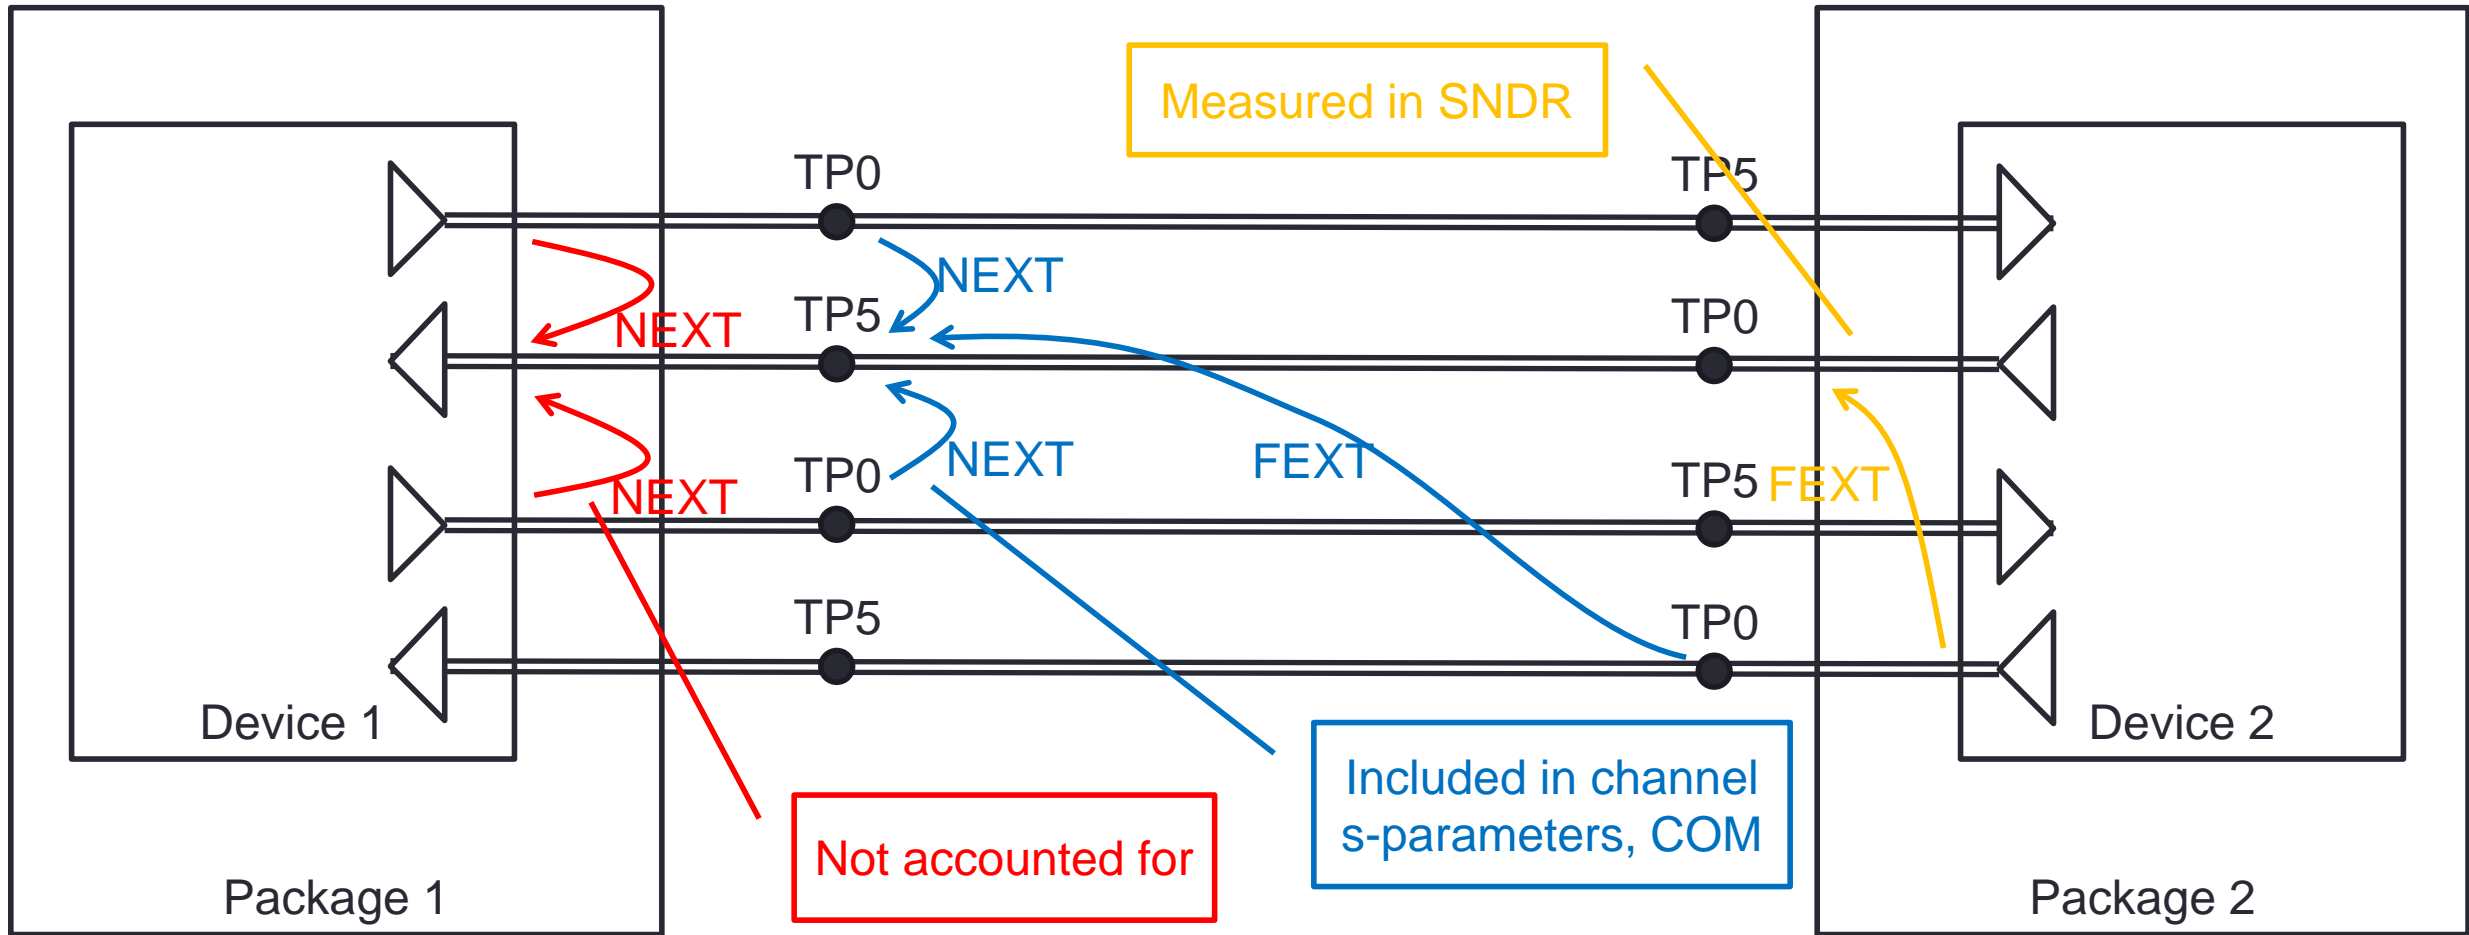 Measured in SNDR
TP0
TP5
NEXT
TP5
TP0
NEXT
NEXT
FEXT
TP0
TP5
FEXT
NEXT
TP5
TP0
Device 1
Device 2
Included in channel
s-parameters, COM
Not accounted for
Package 1
Package 2